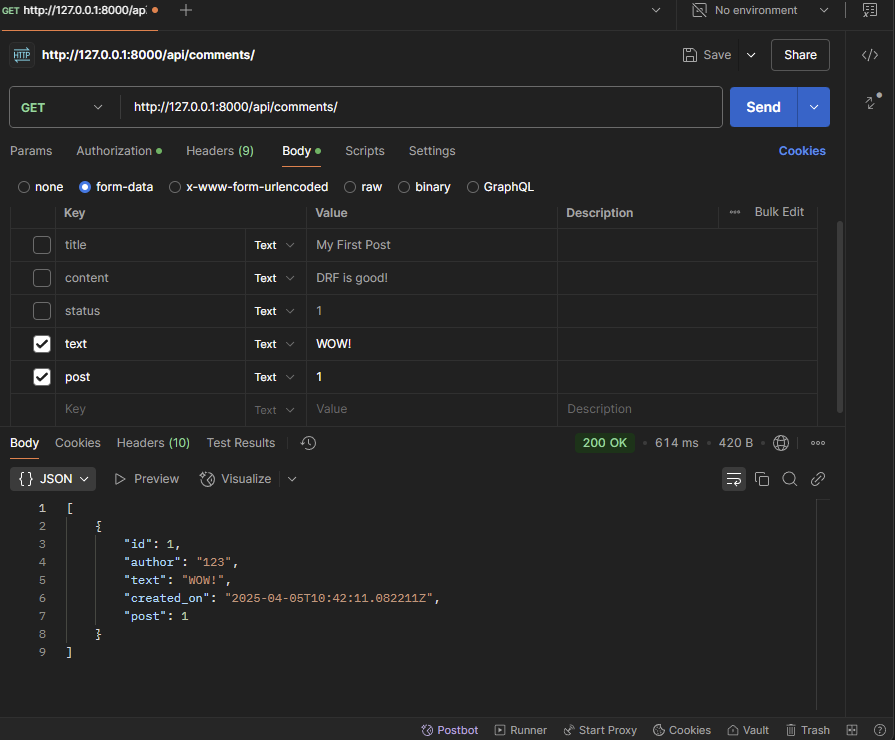 GET http://127.0.0.1:8000/ap No environment
HTTP http://127.0.0.1:8000/api/comments/ Save Share
GET http://127.0.0.1:8000/api/comments/ Send
Params Authorization Headers (9) Body Scripts Settings Cookies
none form-data x-www-form-urlencoded raw binary GraphQL
Key Value Description Bulk Edit
title Text My First Post
content Text DRF is good!
status Text 1
text Text WOW!
post Text 1
Key Text Value Description
Body Cookies Headers (10) Test Results 200 OK 614 ms 420 B
{} JSON Preview Visualize
1 [
2 {
3 "id": 1,
4 "author": "123",
5 "text": "WOW!",
6 "created_on": "2025-04-05T10:42:11.082211Z",
7 "post": 1
8 }
9 ]
Postbot Runner Start Proxy Cookies Vault Trash